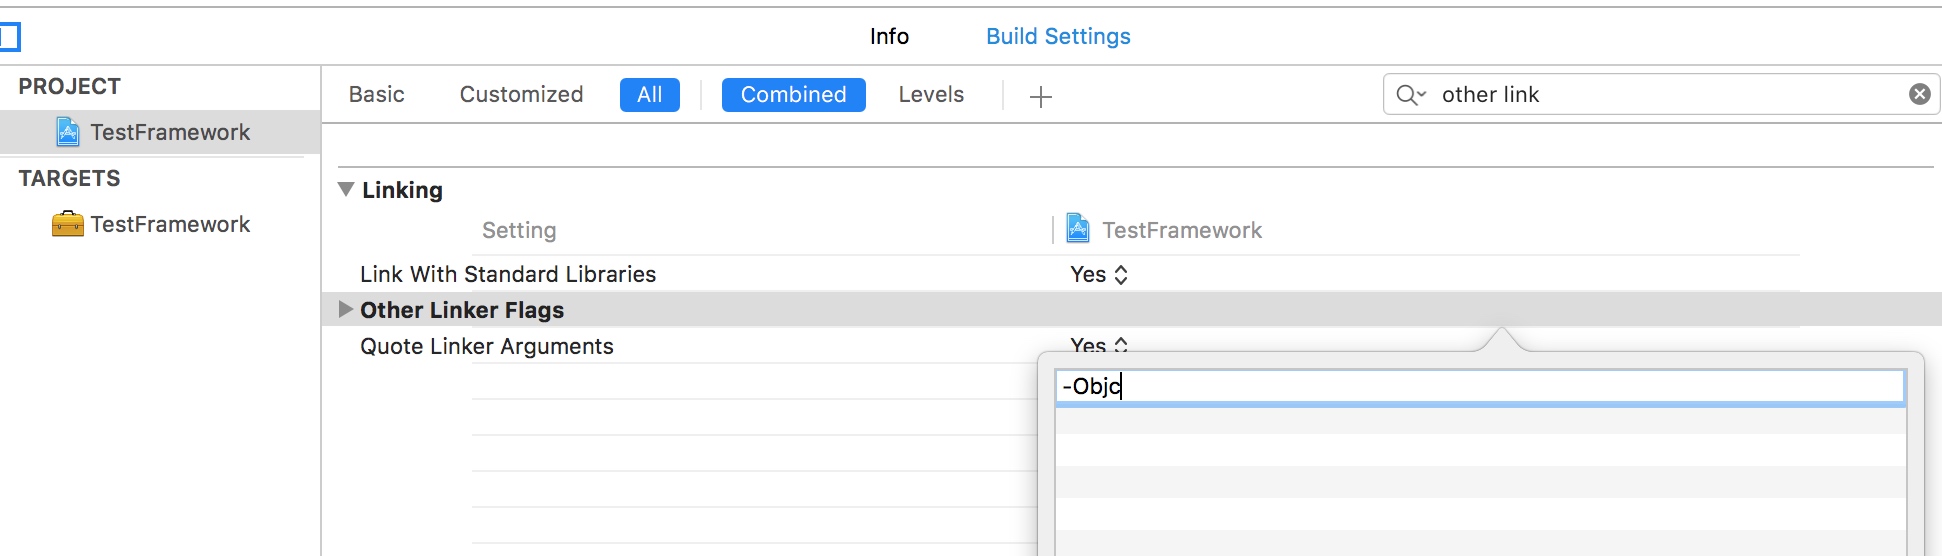 Info Build Settings
PROJECT
Basic Customized All Combined Levels other link
TestFramework
TARGETS
Linking
TestFramework
Setting TestFramework
Link With Standard Libraries Yes
Other Linker Flags
Quote Linker Arguments Yes
-Objc